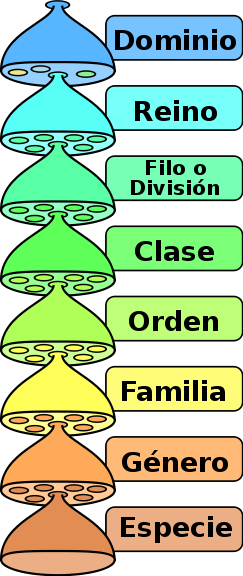 Dominio
Reino
Filo o
División
Clase
Orden
Familia
Género
Especie